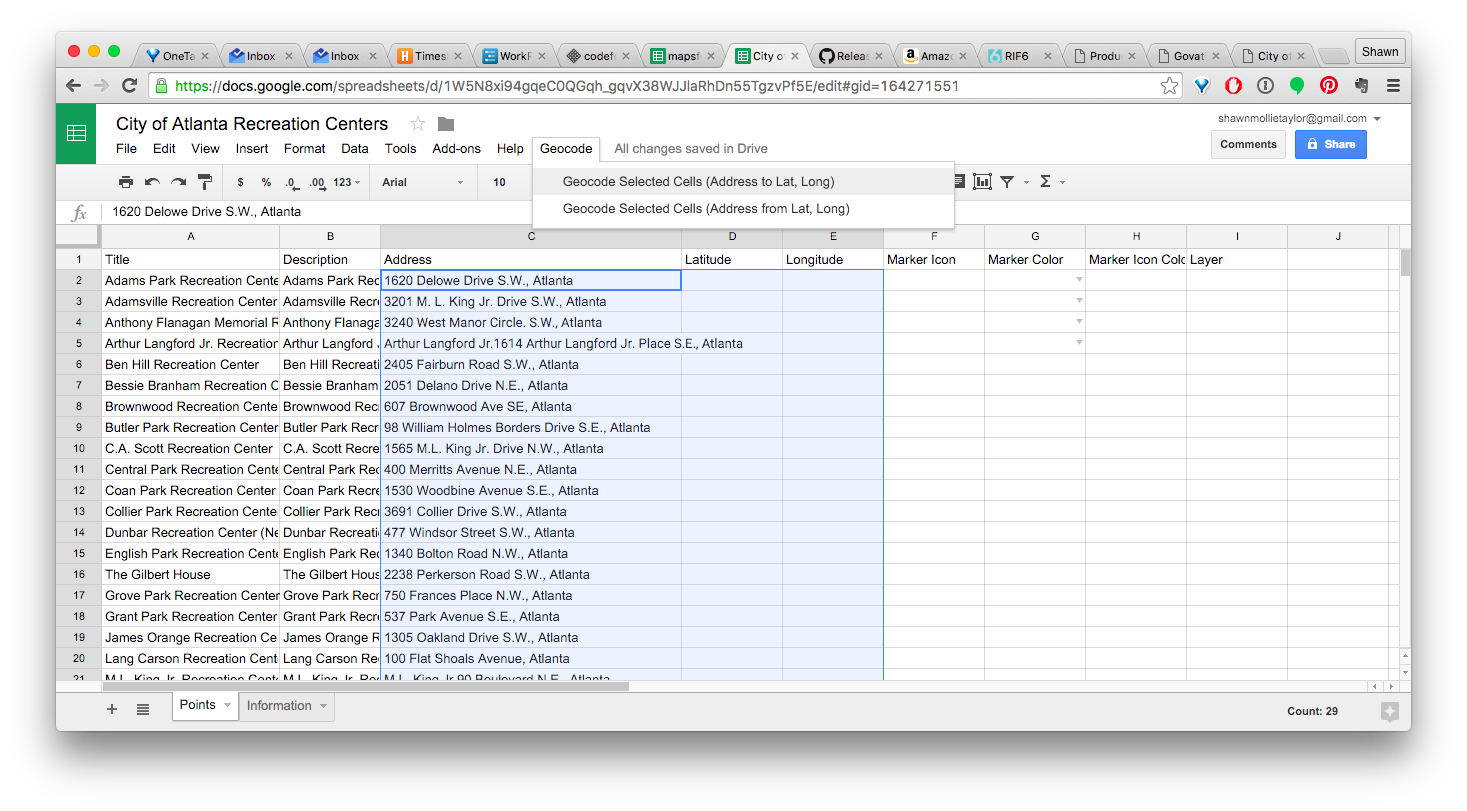 OneTa Inbox Inbox Times WorkF codefo mapsf City of Releas Amazo RIF6 Produ Govat City of Shawn
https://docs.google.com/spreadsheets/d/1W5N8xi94gqeC0QGqh_gqvX38WJJlaRhDn55TgzvPf5E/edit#gid=164271551
City of Atlanta Recreation Centers
shawnmollietaylor@gmail.com
File Edit View Insert Format Data Tools Add-ons Help Geocode All changes saved in Drive
Comments Share
$ % .0 .00 123 Arial 10
Geocode Selected Cells (Address to Lat, Long)
Geocode Selected Cells (Address from Lat, Long)
fx 1620 Delowe Drive S.W., Atlanta
A B C D E F G H I J
1 Title Description Address Latitude Longitude Marker Icon Marker Color Marker Icon Colo Layer
2 Adams Park Recreation Cente Adams Park Rec 1620 Delowe Drive S.W., Atlanta
3 Adamsville Recreation Center Adamsville Recre 3201 M. L. King Jr. Drive S.W., Atlanta
4 Anthony Flanagan Memorial R Anthony Flanaga 3240 West Manor Circle. S.W., Atlanta
5 Arthur Langford Jr. Recreation Arthur Langford Arthur Langford Jr.1614 Arthur Langford Jr. Place S.E., Atlanta
6 Ben Hill Recreation Center Ben Hill Recreati 2405 Fairburn Road S.W., Atlanta
7 Bessie Branham Recreation C Bessie Branham 2051 Delano Drive N.E., Atlanta
8 Brownwood Recreation Cente Brownwood Recr 607 Brownwood Ave SE, Atlanta
9 Butler Park Recreation Center Butler Park Recr 98 William Holmes Borders Drive S.E., Atlanta
10 C.A. Scott Recreation Center C.A. Scott Recre 1565 M.L. King Jr. Drive N.W., Atlanta
11 Central Park Recreation Cente Central Park Rec 400 Merritts Avenue N.E., Atlanta
12 Coan Park Recreation Center Coan Park Recre 1530 Woodbine Avenue S.E., Atlanta
13 Collier Park Recreation Cente Collier Park Rec 3691 Collier Drive S.W., Atlanta
14 Dunbar Recreation Center (Ne Dunbar Recreati 477 Windsor Street S.W., Atlanta
15 English Park Recreation Cente English Park Rec 1340 Bolton Road N.W., Atlanta
16 The Gilbert House The Gilbert Hous 2238 Perkerson Road S.W., Atlanta
17 Grove Park Recreation Center Grove Park Recr 750 Frances Place N.W., Atlanta
18 Grant Park Recreation Center Grant Park Recre 537 Park Avenue S.E., Atlanta
19 James Orange Recreation Ce James Orange R 1305 Oakland Drive S.W., Atlanta
20 Lang Carson Recreation Cent Lang Carson Rec 100 Flat Shoals Avenue, Atlanta
21 M.L. King Jr. Recreation Cent M.L. King, Jr. Re M.L. King Jr.90 Boulevard N.E., Atlanta
Points Information
Count: 29